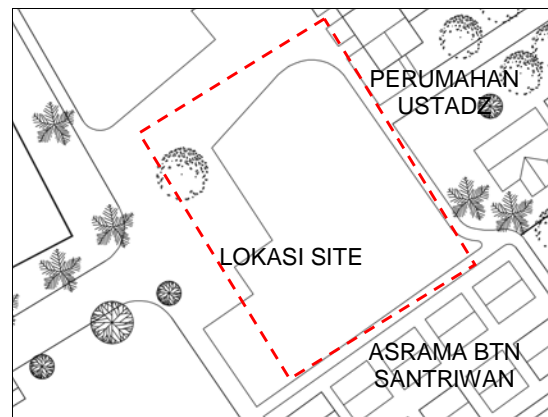 PERUMAHAN
USTADZ
LOKASI SITE
ASRAMA BTN
SANTRIWAN